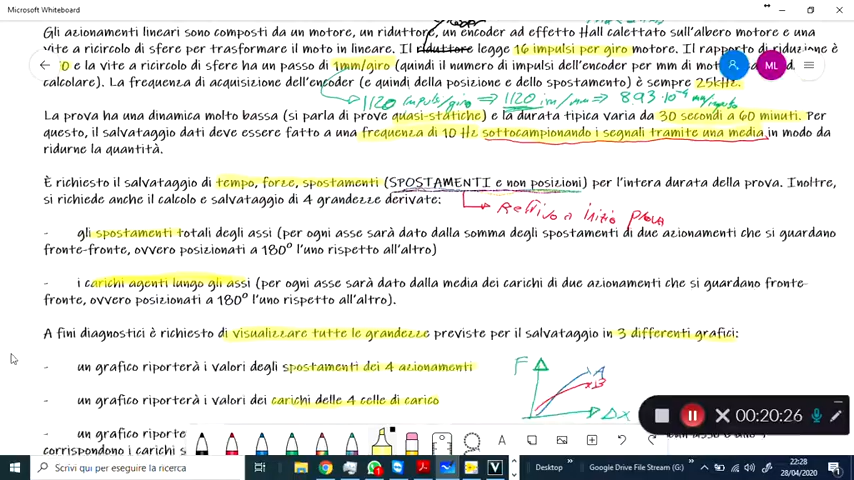 Microsoft Whiteboard
Gli azionamenti lineari sono composti da un motore, un riduttore, un encoder ad effetto Hall calettato sull'albero motore e una
vite a ricircolo di sfere per trasformare il moto in lineare. Il riduttore legge 16 impulsi per giro motore. Il rapporto di riduzione è
e la vite a ricircolo di sfere ha un passo di 1mm/giro (quindi il numero di impulsi dell'encoder per mm di
calcolare). La frequenza di acquisizione dell'encoder (e quindi della posizione e dello spostamento) è sempre 25kHz.
1120 impulsi/giro ⇒ 1120 im/mm ⇒ 8.93·10⁻⁴
La prova ha una dinamica molto bassa (si parla di prove quasi-statiche) e la durata tipica varia da 30 secondi a 60 minuti. Per
questo, il salvataggio dati deve essere fatto a una frequenza di 10 Hz sottocampionando i segnali tramite una media in modo da
ridurne la quantità.
È richiesto il salvataggio di tempo, forze, spostamenti (SPOSTAMENTI e non posizioni) per l'intera durata della prova. Inoltre,
si richiede anche il calcolo e salvataggio di 4 grandezze derivate:
inizio prova
- gli spostamenti totali degli assi (per ogni asse sarà dato dalla somma degli spostamenti di due azionamenti che si guardano
fronte-fronte, ovvero posizionati a 180° l'uno rispetto all'altro)
- i carichi agenti lungo gli assi (per ogni asse sarà dato dalla media dei carichi di due azionamenti che si guardano fronte-
fronte, ovvero posizionati a 180° l'uno rispetto all'altro).
A fini diagnostici è richiesto di visualizzare tutte le grandezze previste per il salvataggio in 3 differenti grafici:
- un grafico riporterà i valori degli spostamenti dei 4 azionamenti
F
A
B
ΔX
- un grafico riporterà i valori dei carichi delle 4 celle di carico
- un grafico
corrispondono i carichi
ML
00:20:26
Scrivi qui per eseguire la ricerca
Desktop
Google Drive File Stream (G:)
22:28
28/04/2020